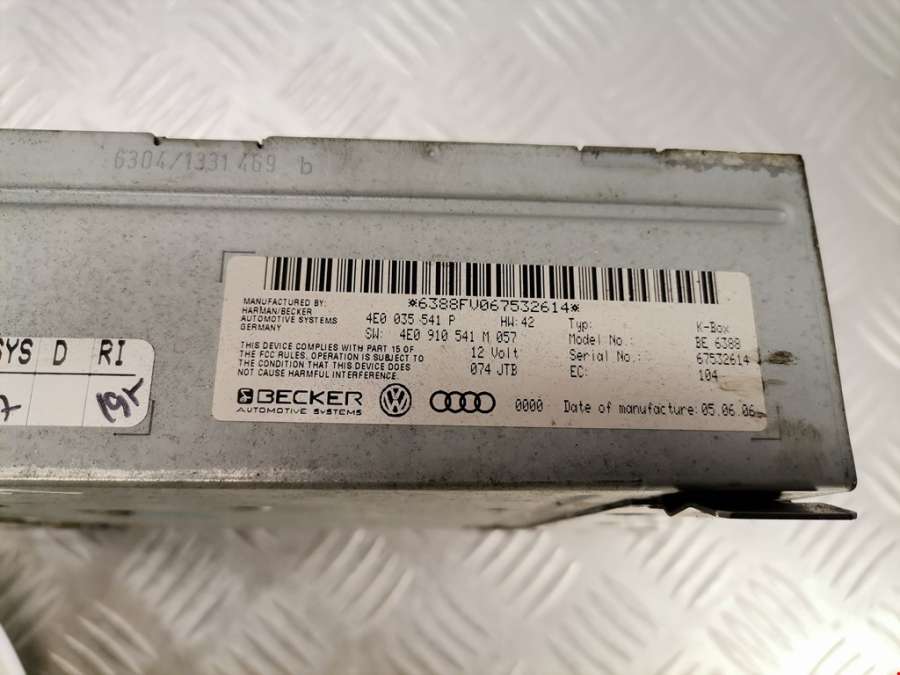 6304/1331 469 b
*6388FV067532614*
MANUFACTURED BY:
HARMAN/BECKER
AUTOMOTIVE SYSTEMS
GERMANY
4E0 035 541 P HW: 42 Typ: K-Box
SW: 4E0 910 541 M 057 Model No.: BE 6388
12 Volt Serial No.: 67532614
074 JTB EC: 104
THIS DEVICE COMPLIES WITH PART 15 OF
THE FCC RULES. OPERATION IS SUBJECT TO
THE CONDITION THAT THIS DEVICE DOES
NOT CAUSE HARMFUL INTERFERENCE
BECKER
AUTOMOTIVE SYSTEMS
0000 Date of manufacture: 05.06.06
SYS D RI
7